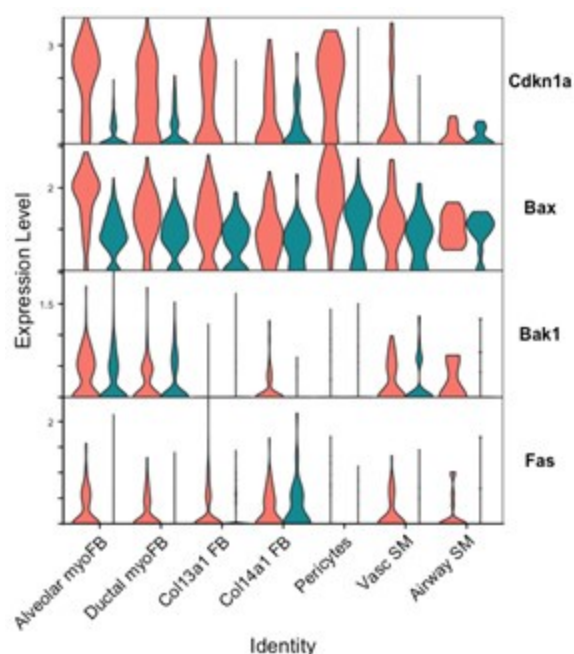 3
Cdkn1a
2
Bax
Expression Level
1.5
Bak1
2
Fas
Alveolar myoFB
Ductal myoFB
Col13a1 FB
Col14a1 FB
Pericytes
Vasc SM
Airway SM
Identity